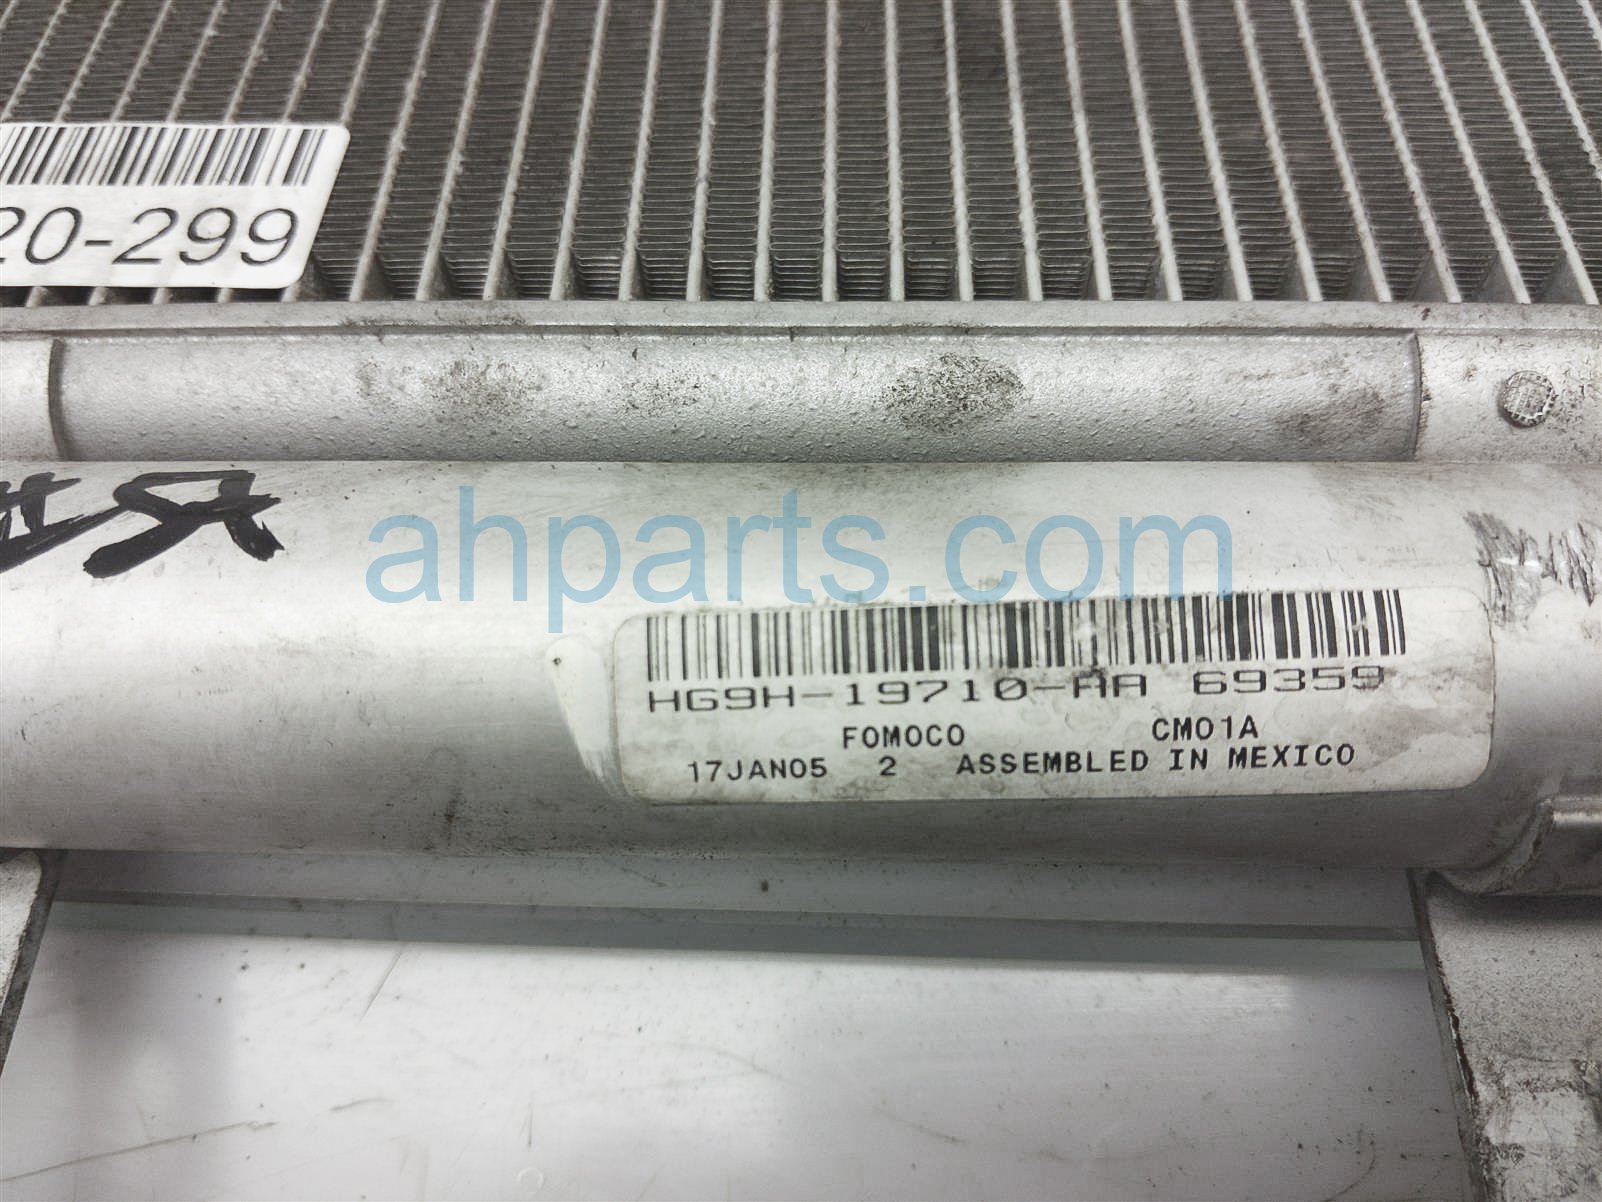 20-299
ahparts.com
HG9H-19710-AA 69359
FOMOCO CM01A
17JAN05 2 ASSEMBLED IN MEXICO